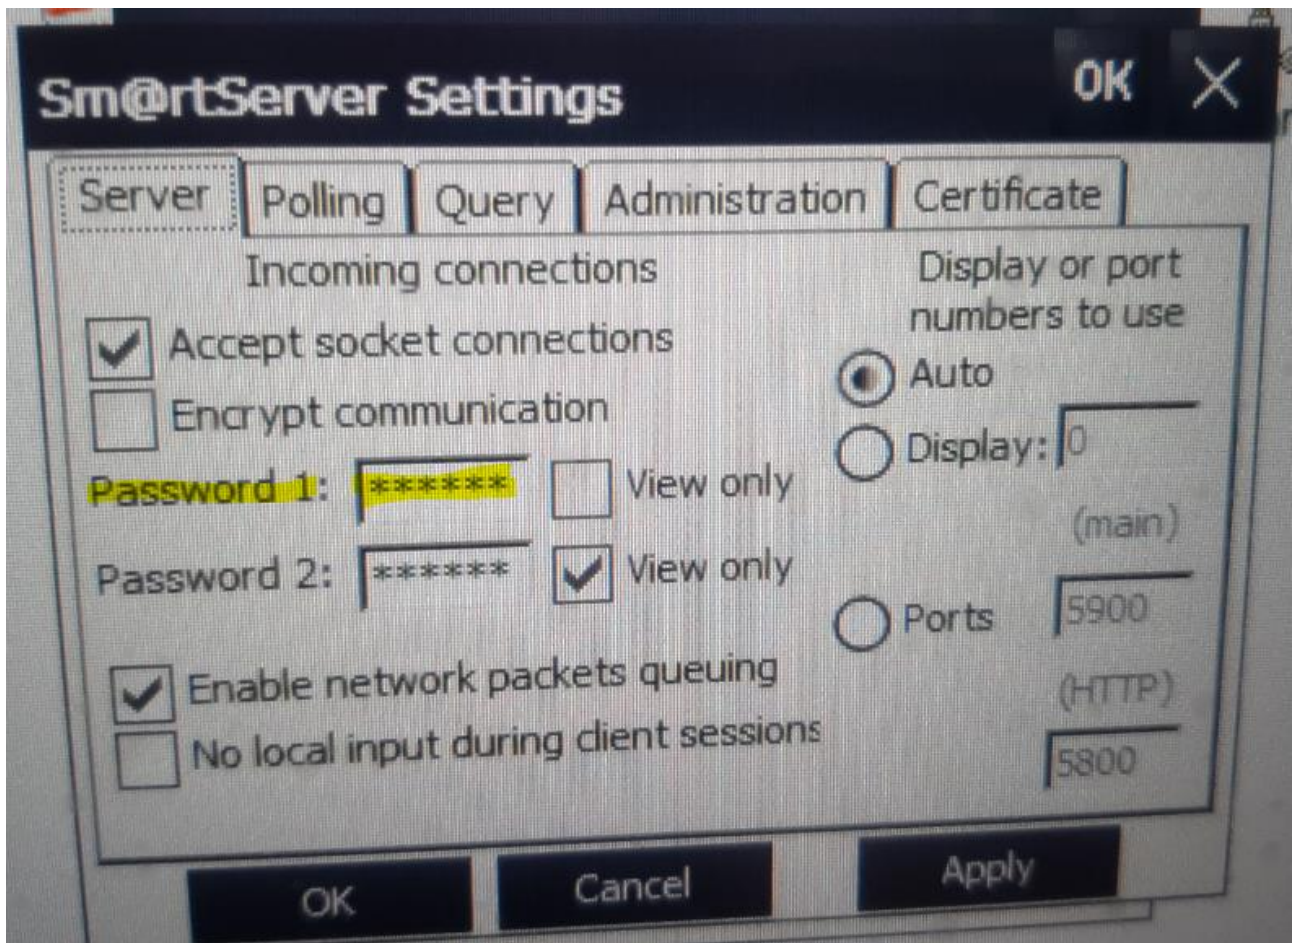 Sm@rtServer Settings OK
Server Polling Query Administration Certificate
Incoming connections
Accept socket connections
Encrypt communication
Password 1: ****** View only
Password 2: ****** View only
Enable network packets queuing
No local input during client sessions
Display or port
numbers to use
Auto
Display: 0
(main)
Ports 5900
(HTTP)
5800
OK Cancel Apply